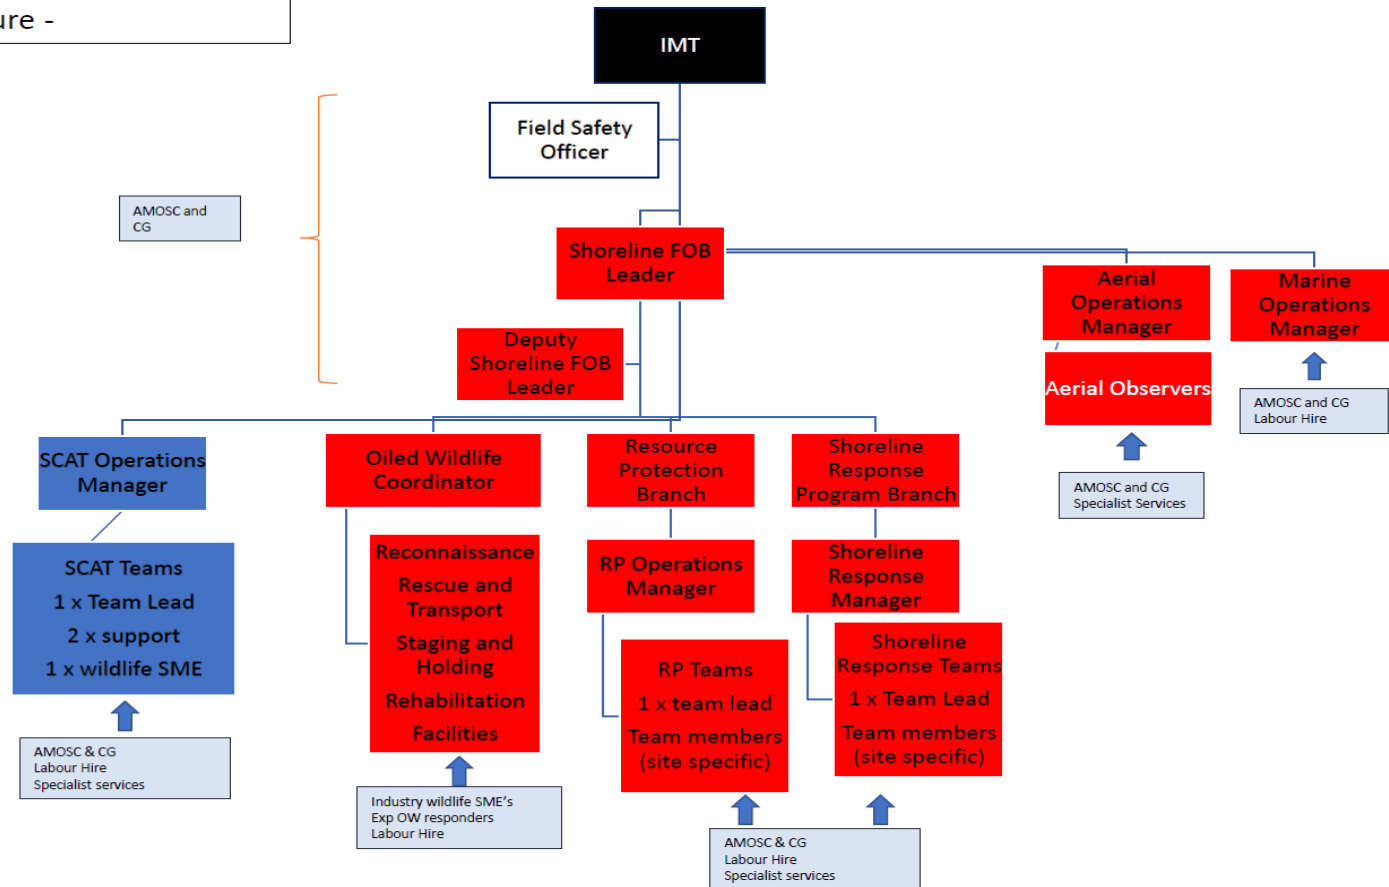 ure -
IMT
Field Safety
Officer
AMOSC and
CG
Shoreline FOB
Leader
Aerial
Operations
Manager
Marine
Operations
Manager
Deputy
Shoreline FOB
Leader
Aerial Observers
AMOSC and CG
Labour Hire
AMOSC and CG
Specialist Services
SCAT Operations
Manager
Oiled Wildlife
Coordinator
Resource
Protection
Branch
Shoreline
Response
Program Branch
SCAT Teams
1 x Team Lead
2 x support
1 x wildlife SME
Reconnaissance
Rescue and
Transport
Staging and
Holding
Rehabilitation
Facilities
RP Operations
Manager
Shoreline
Response
Manager
RP Teams
1 x team lead
Team members
(site specific)
Shoreline
Response Teams
1 x Team Lead
Team members
(site specific)
AMOSC & CG
Labour Hire
Specialist services
Industry wildlife SME's
Exp OW responders
Labour Hire
AMOSC & CG
Labour Hire
Specialist services